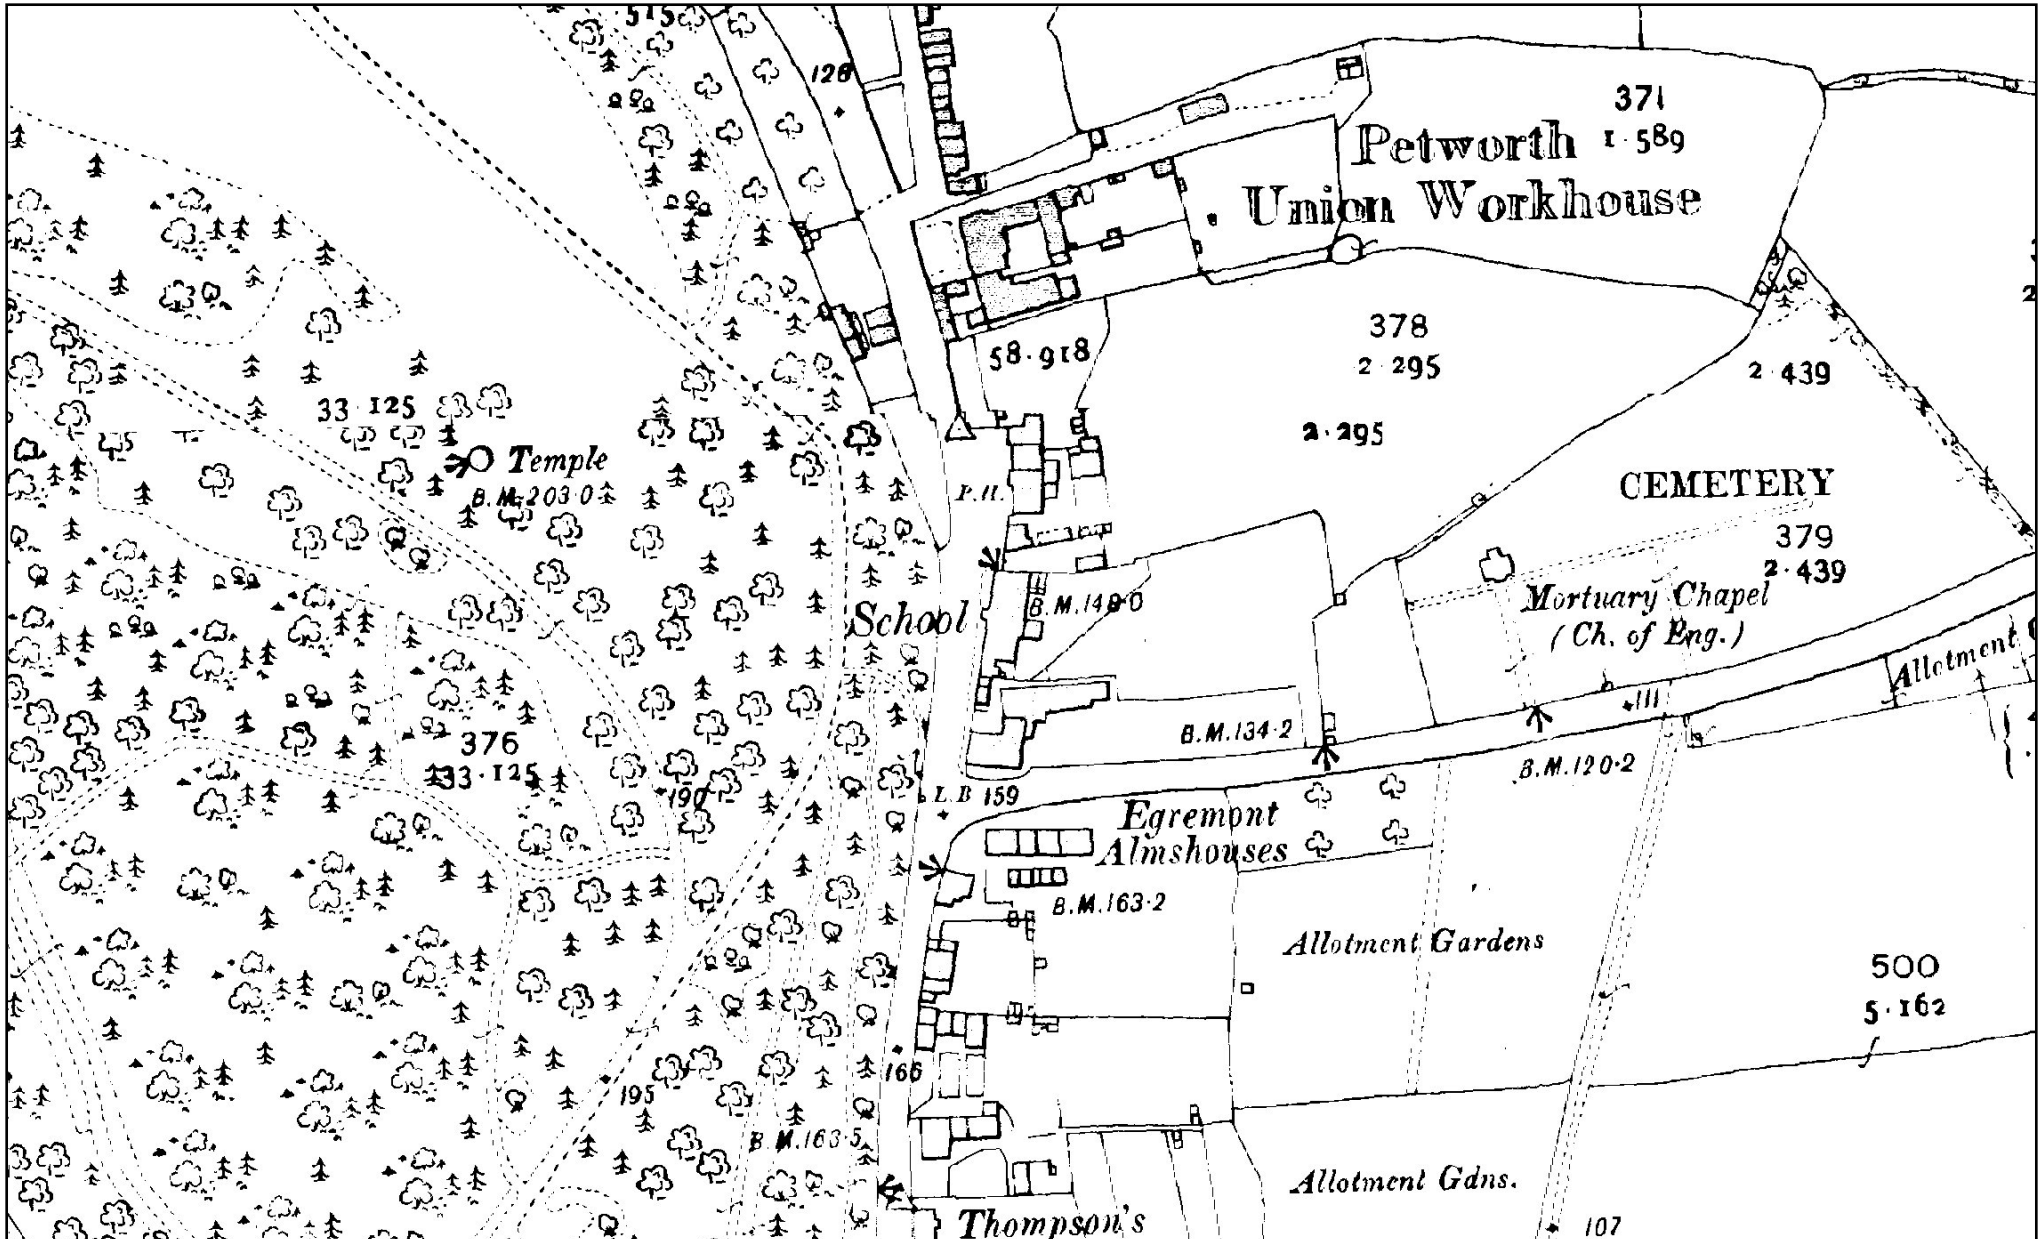 515
128
371
Petworth 1·589
Union Workhouse
58·918
378
2·295
2·439
33·125
2·295
Temple
B.M.203·0
CEMETERY
P.H.
379
2·439
School
B.M.148·0
Mortuary Chapel
(Ch. of Eng.)
Allotment
376
33·125
B.M.134·2
111
B.M.120·2
190
L.B 159
Egremont
Almshouses
B.M.163·2
Allotment Gardens
500
5·162
166
195
B.M.163·5
Allotment Gdns.
Thompson's
107